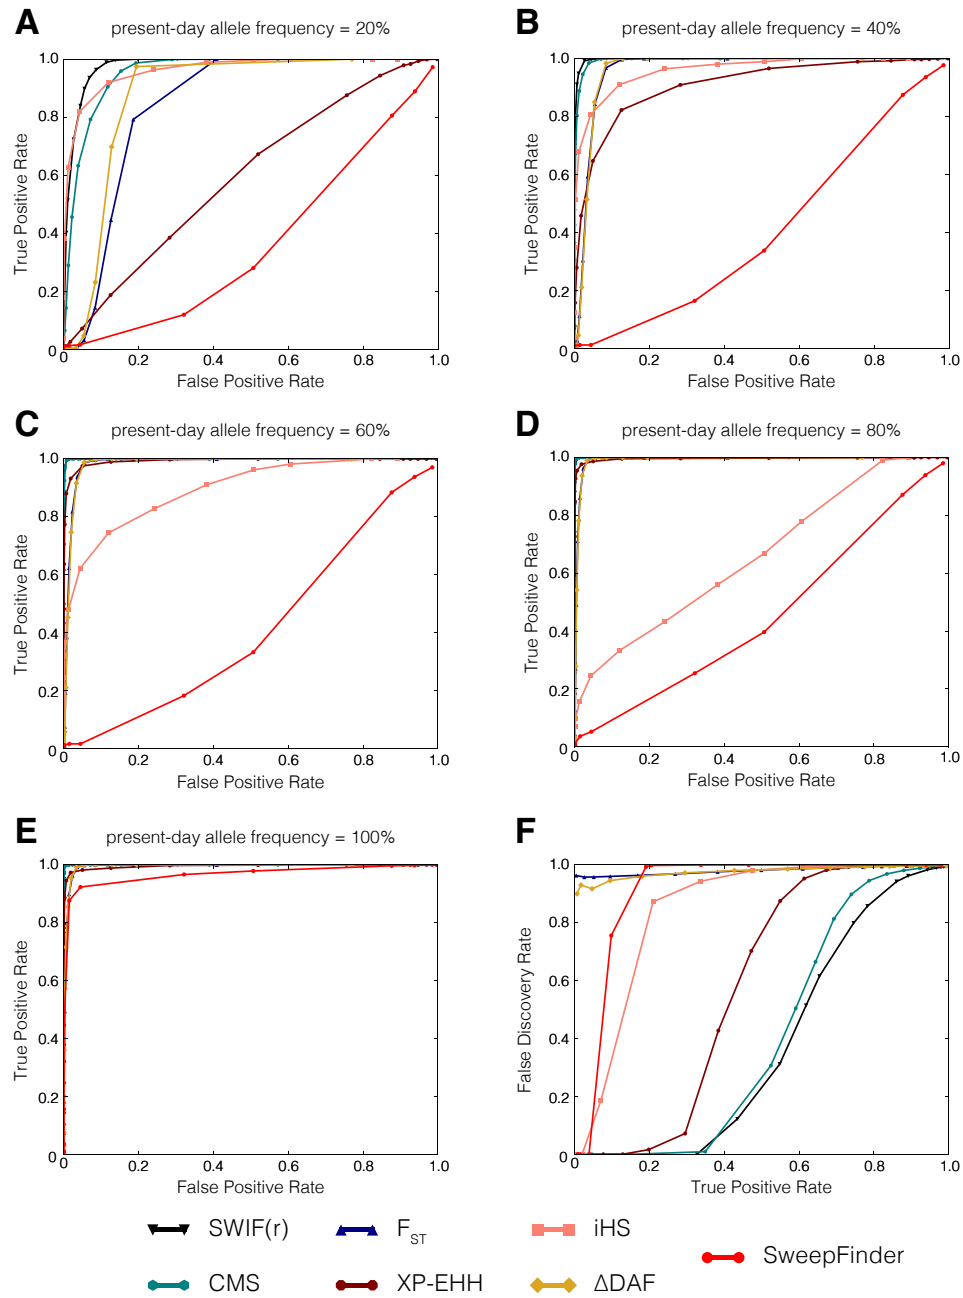 A
present-day allele frequency = 20%
True Positive Rate
1.0
0.8
0.6
0.4
0.2
0
0 0.2 0.4 0.6 0.8 1.0
False Positive Rate
B
present-day allele frequency = 40%
True Positive Rate
1.0
0.8
0.6
0.4
0.2
0
0 0.2 0.4 0.6 0.8 1.0
False Positive Rate
C
present-day allele frequency = 60%
True Positive Rate
1.0
0.8
0.6
0.4
0.2
0
0 0.2 0.4 0.6 0.8 1.0
False Positive Rate
D
present-day allele frequency = 80%
True Positive Rate
1.0
0.8
0.6
0.4
0.2
0
0 0.2 0.4 0.6 0.8 1.0
False Positive Rate
E
present-day allele frequency = 100%
True Positive Rate
1.0
0.8
0.6
0.4
0.2
0
0 0.2 0.4 0.6 0.8 1.0
False Positive Rate
F
False Discovery Rate
1.0
0.8
0.6
0.4
0.2
0
0 0.2 0.4 0.6 0.8 1.0
True Positive Rate
SWIF(r) FST iHS SweepFinder
CMS XP-EHH ΔDAF